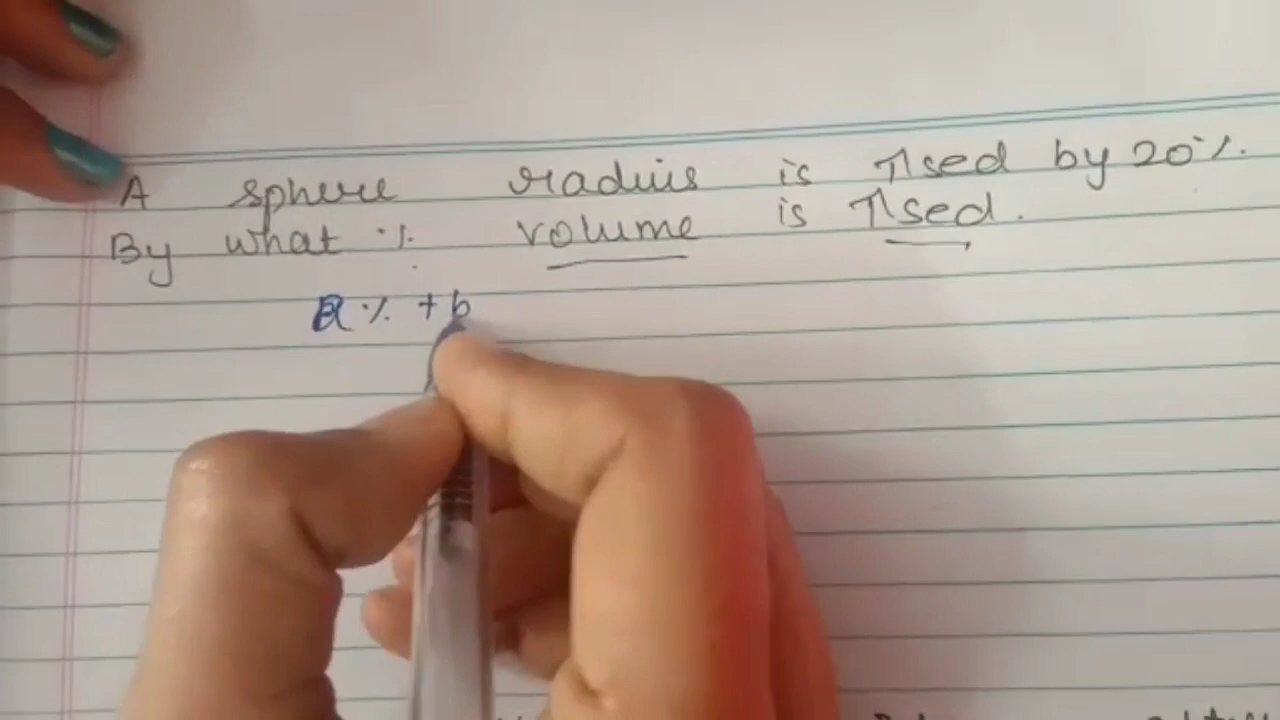 A sphere radius is ↑sed by 20%.
By what % volume is ↑sed.
a% + b